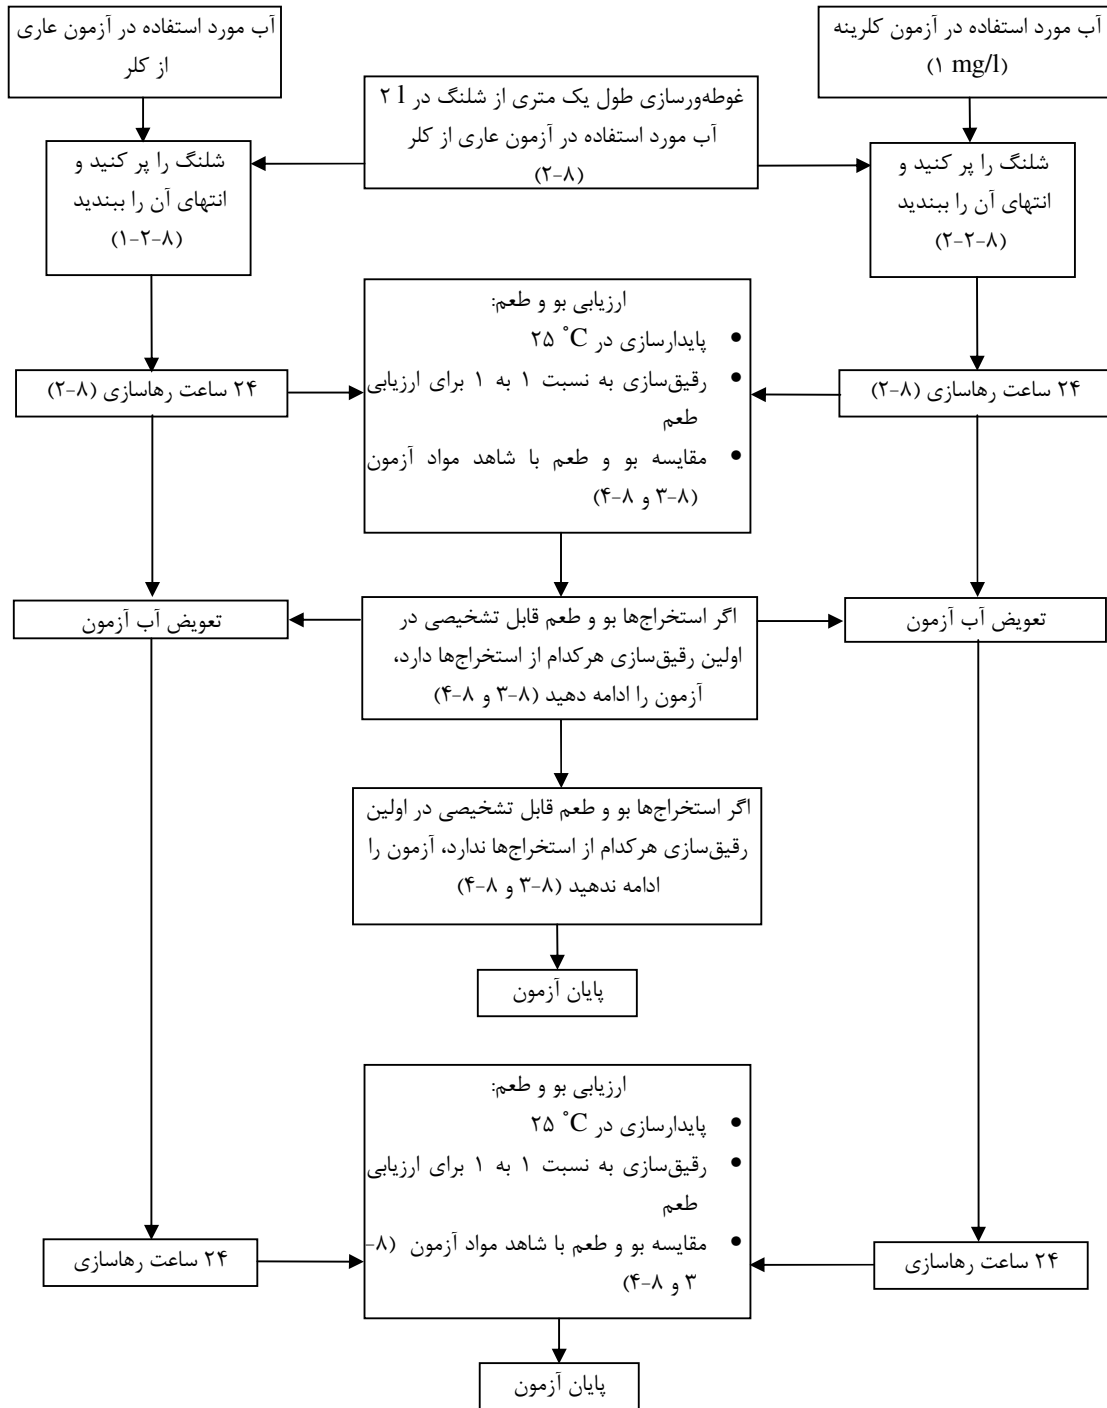 آب مورد استفاده در آزمون کلرینه
(۱ mg/l)
آب مورد استفاده در آزمون عاری
از کلر
غوطه‌ورسازی طول یک متری از شلنگ در ۲ l
آب مورد استفاده در آزمون عاری از کلر
(۸-۲)
شلنگ را پر کنید و
انتهای آن را ببندید
(۸-۲-۲)
شلنگ را پر کنید و
انتهای آن را ببندید
(۸-۲-۱)
ارزیابی بو و طعم:
• پایدارسازی در ۲۵ °C
• رقیق‌سازی به نسبت ۱ به ۱ برای ارزیابی
طعم
• مقایسه بو و طعم با شاهد مواد آزمون
(۸-۳ و ۸-۴)
۲۴ ساعت رهاسازی (۸-۲)
۲۴ ساعت رهاسازی (۸-۲)
تعویض آب آزمون
اگر استخراج‌ها بو و طعم قابل تشخیصی در
اولین رقیق‌سازی هرکدام از استخراج‌ها دارد،
آزمون را ادامه دهید (۸-۳ و ۸-۴)
تعویض آب آزمون
اگر استخراج‌ها بو و طعم قابل تشخیصی در اولین
رقیق‌سازی هرکدام از استخراج‌ها ندارد، آزمون را
ادامه ندهید (۸-۳ و ۸-۴)
پایان آزمون
ارزیابی بو و طعم:
• پایدارسازی در ۲۵ °C
• رقیق‌سازی به نسبت ۱ به ۱ برای ارزیابی
طعم
• مقایسه بو و طعم با شاهد مواد آزمون (۸-
۳ و ۸-۴)
۲۴ ساعت رهاسازی
۲۴ ساعت رهاسازی
پایان آزمون